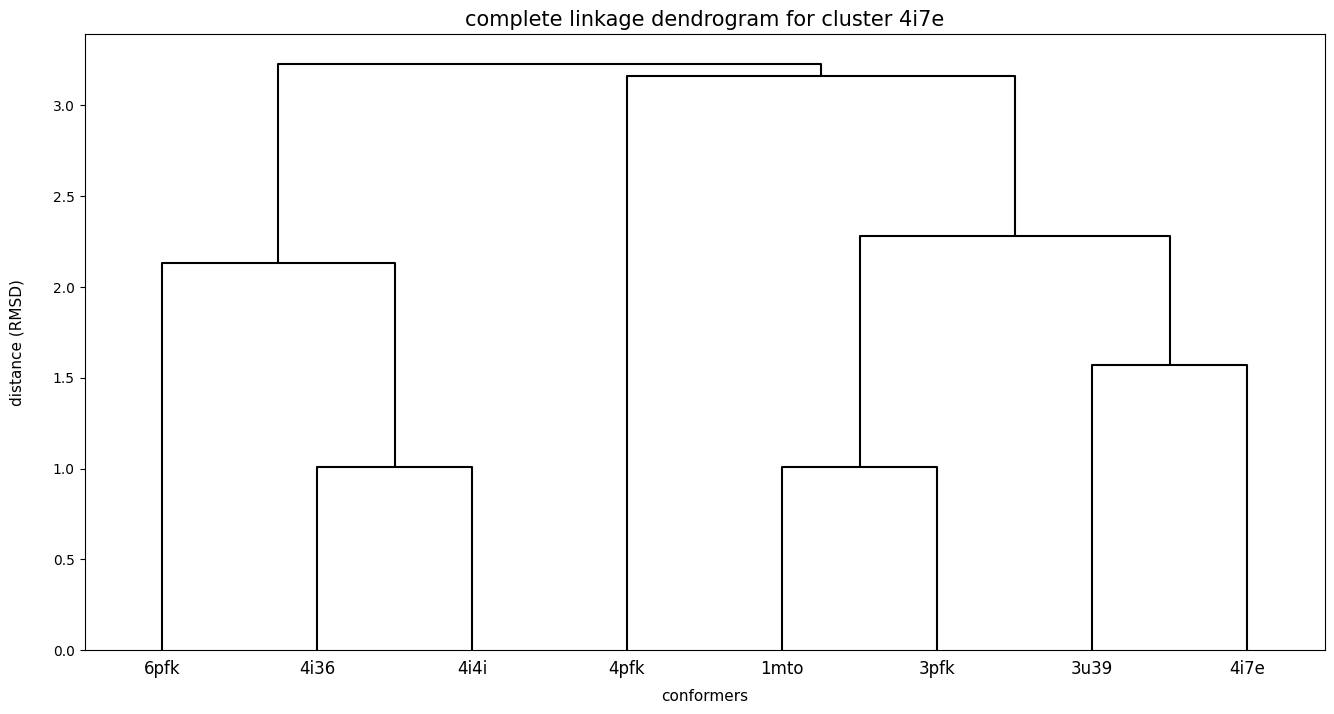 complete linkage dendrogram for cluster 4i7e
3.0
2.5
2.0
1.5
1.0
0.5
0.0
distance (RMSD)
6pfk 4i36 4i4i 4pfk 1mto 3pfk 3u39 4i7e
conformers